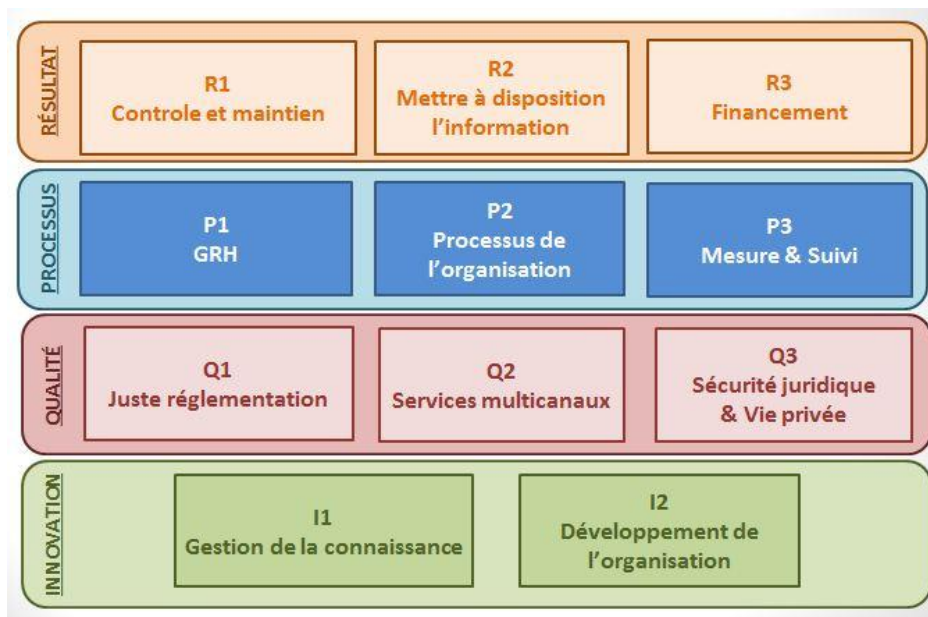 RÉSULTAT
R1
Controle et maintien
R2
Mettre à disposition
l'information
R3
Financement
PROCESSUS
P1
GRH
P2
Processus de
l'organisation
P3
Mesure & Suivi
QUALITÉ
Q1
Juste réglementation
Q2
Services multicanaux
Q3
Sécurité juridique
& Vie privée
INNOVATION
I1
Gestion de la connaissance
I2
Développement de
l'organisation